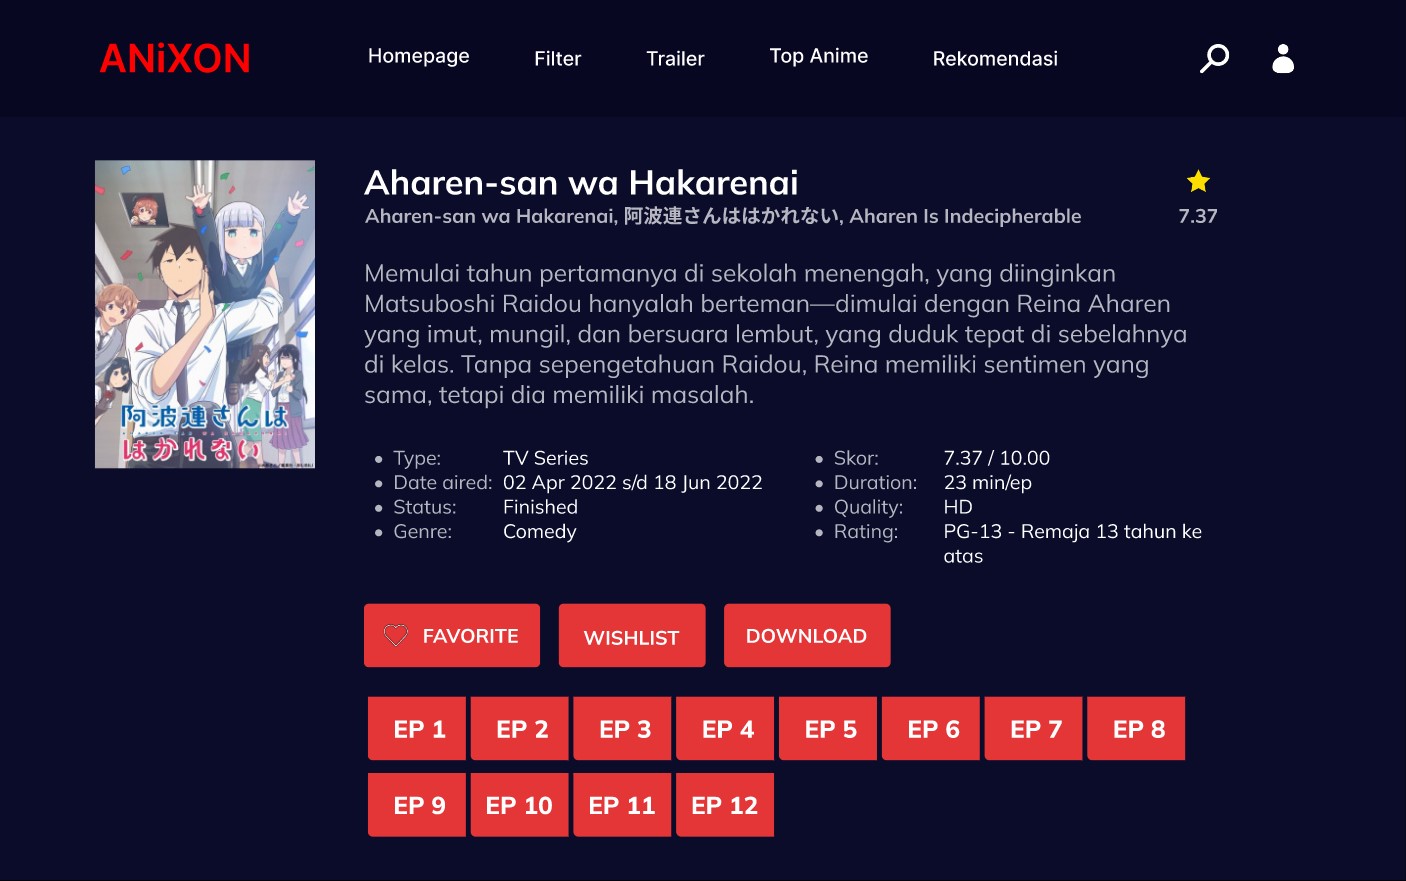 ANiXON
Homepage
Filter
Trailer
Top Anime
Rekomendasi
阿波連さんは
はかれない
Aharen-san wa Hakarenai
Aharen-san wa Hakarenai, 阿波連さんははかれない, Aharen Is Indecipherable
7.37
Memulai tahun pertamanya di sekolah menengah, yang diinginkan
Matsuboshi Raidou hanyalah berteman—dimulai dengan Reina Aharen
yang imut, mungil, dan bersuara lembut, yang duduk tepat di sebelahnya
di kelas. Tanpa sepengetahuan Raidou, Reina memiliki sentimen yang
sama, tetapi dia memiliki masalah.
Type: TV Series
Date aired: 02 Apr 2022 s/d 18 Jun 2022
Status: Finished
Genre: Comedy
Skor: 7.37 / 10.00
Duration: 23 min/ep
Quality: HD
Rating: PG-13 - Remaja 13 tahun ke
atas
FAVORITE
WISHLIST
DOWNLOAD
EP 1
EP 2
EP 3
EP 4
EP 5
EP 6
EP 7
EP 8
EP 9
EP 10
EP 11
EP 12